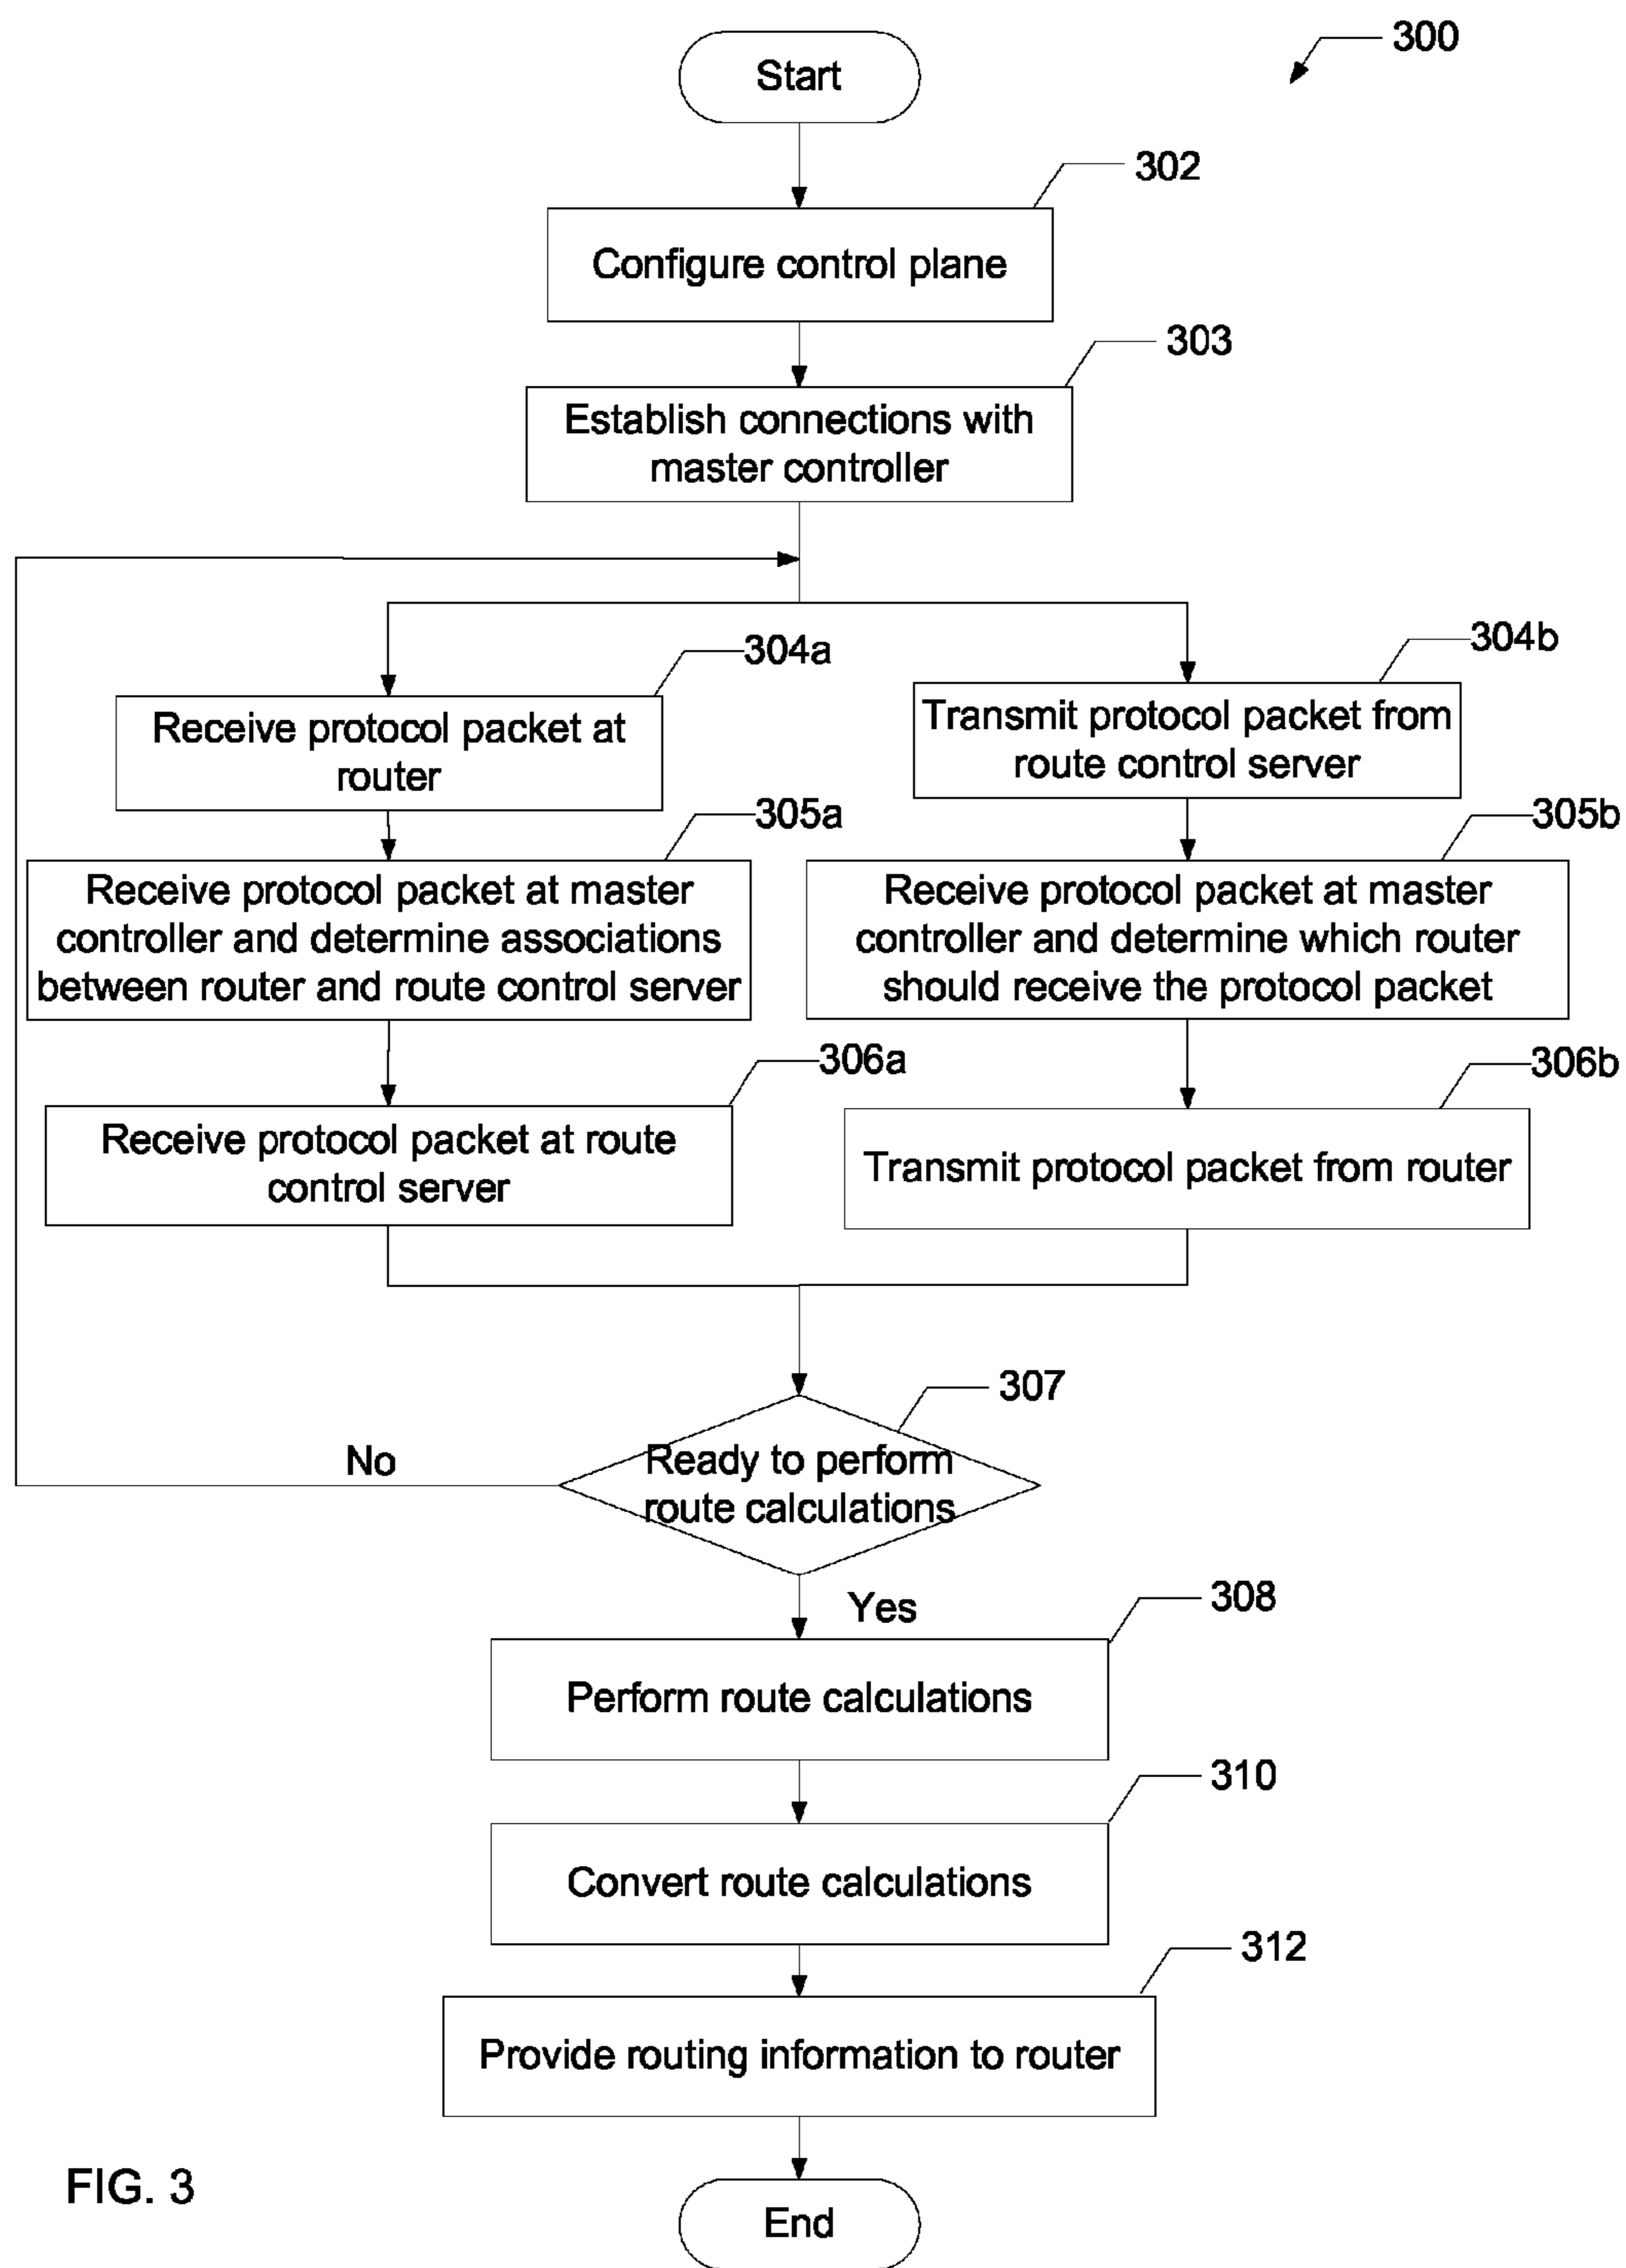 300
Start
302
Configure control plane
303
Establish connections with
master controller
304a
Receive protocol packet at
router
304b
Transmit protocol packet from
route control server
305a
Receive protocol packet at master
controller and determine associations
between router and route control server
305b
Receive protocol packet at master
controller and determine which router
should receive the protocol packet
306a
Receive protocol packet at route
control server
306b
Transmit protocol packet from router
307
Ready to perform
route calculations
No
Yes
308
Perform route calculations
310
Convert route calculations
312
Provide routing information to router
End
FIG. 3